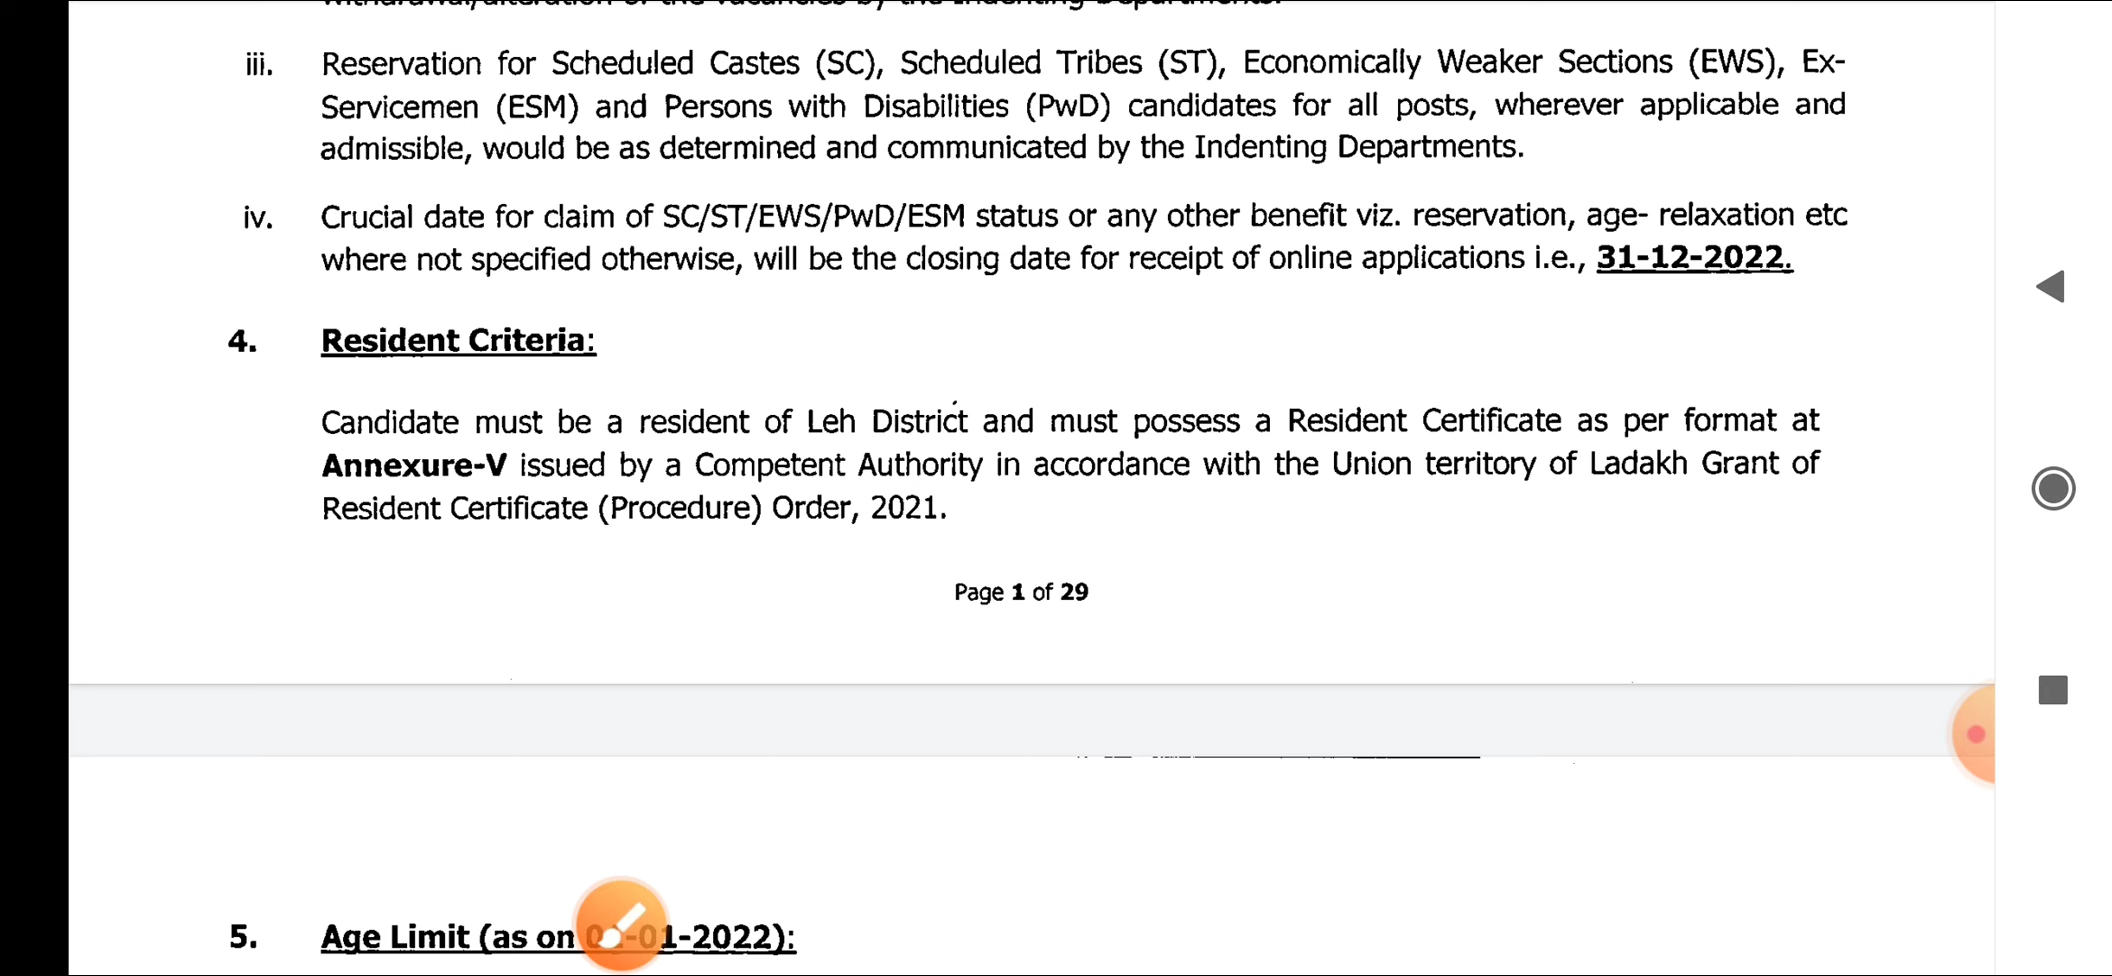 iii. Reservation for Scheduled Castes (SC), Scheduled Tribes (ST), Economically Weaker Sections (EWS), Ex-
Servicemen (ESM) and Persons with Disabilities (PwD) candidates for all posts, wherever applicable and
admissible, would be as determined and communicated by the Indenting Departments.
iv. Crucial date for claim of SC/ST/EWS/PwD/ESM status or any other benefit viz. reservation, age- relaxation etc
where not specified otherwise, will be the closing date for receipt of online applications i.e., 31-12-2022.
4. Resident Criteria:
Candidate must be a resident of Leh District and must possess a Resident Certificate as per format at
Annexure-V issued by a Competent Authority in accordance with the Union territory of Ladakh Grant of
Resident Certificate (Procedure) Order, 2021.
Page 1 of 29
5. Age Limit (as on -01-2022):